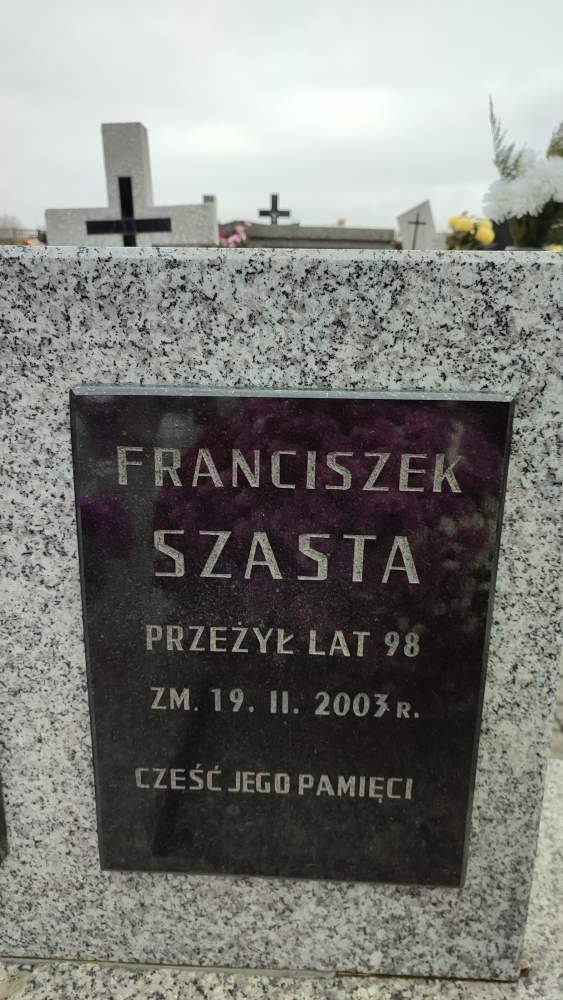 FRANCISZEK
SZASTA
PRZEŻYŁ LAT 98
ZM. 19. II. 2003 R.
CZEŚĆ JEGO PAMIĘCI